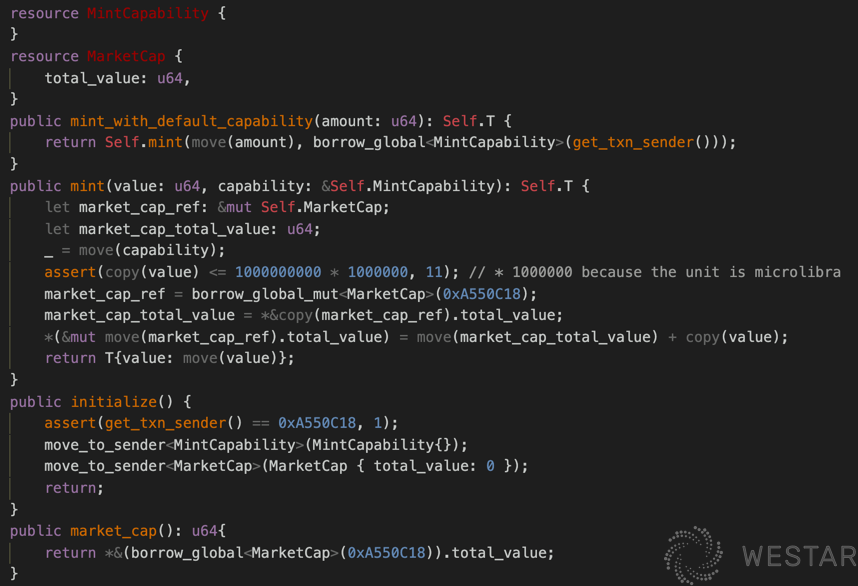 resource MintCapability {
}
resource MarketCap {
    total_value: u64,
}
public mint_with_default_capability(amount: u64): Self.T {
    return Self.mint(move(amount), borrow_global<MintCapability>(get_txn_sender()));
}
public mint(value: u64, capability: &Self.MintCapability): Self.T {
    let market_cap_ref: &mut Self.MarketCap;
    let market_cap_total_value: u64;
    _ = move(capability);
    assert(copy(value) <= 1000000000 * 1000000, 11); // * 1000000 because the unit is microlibra
    market_cap_ref = borrow_global_mut<MarketCap>(0xA550C18);
    market_cap_total_value = *&copy(market_cap_ref).total_value;
    *(&mut move(market_cap_ref).total_value) = move(market_cap_total_value) + copy(value);
    return T{value: move(value)};
}
public initialize() {
    assert(get_txn_sender() == 0xA550C18, 1);
    move_to_sender<MintCapability>(MintCapability{});
    move_to_sender<MarketCap>(MarketCap { total_value: 0 });
    return;
}
public market_cap(): u64{
    return *&(borrow_global<MarketCap>(0xA550C18)).total_value;
}
WESTAR